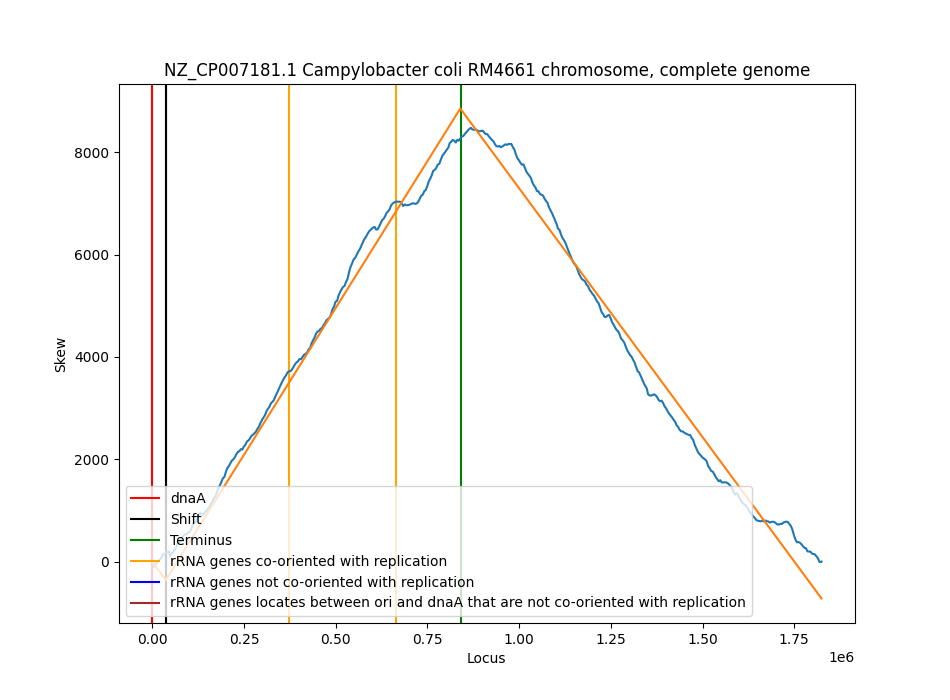 NZ_CP007181.1 Campylobacter coli RM4661 chromosome, complete genome
Skew
8000
6000
4000
2000
0
dnaA
Shift
Terminus
rRNA genes co-oriented with replication
rRNA genes not co-oriented with replication
rRNA genes locates between ori and dnaA that are not co-oriented with replication
0.00 0.25 0.50 0.75 1.00 1.25 1.50 1.75
Locus
1e6